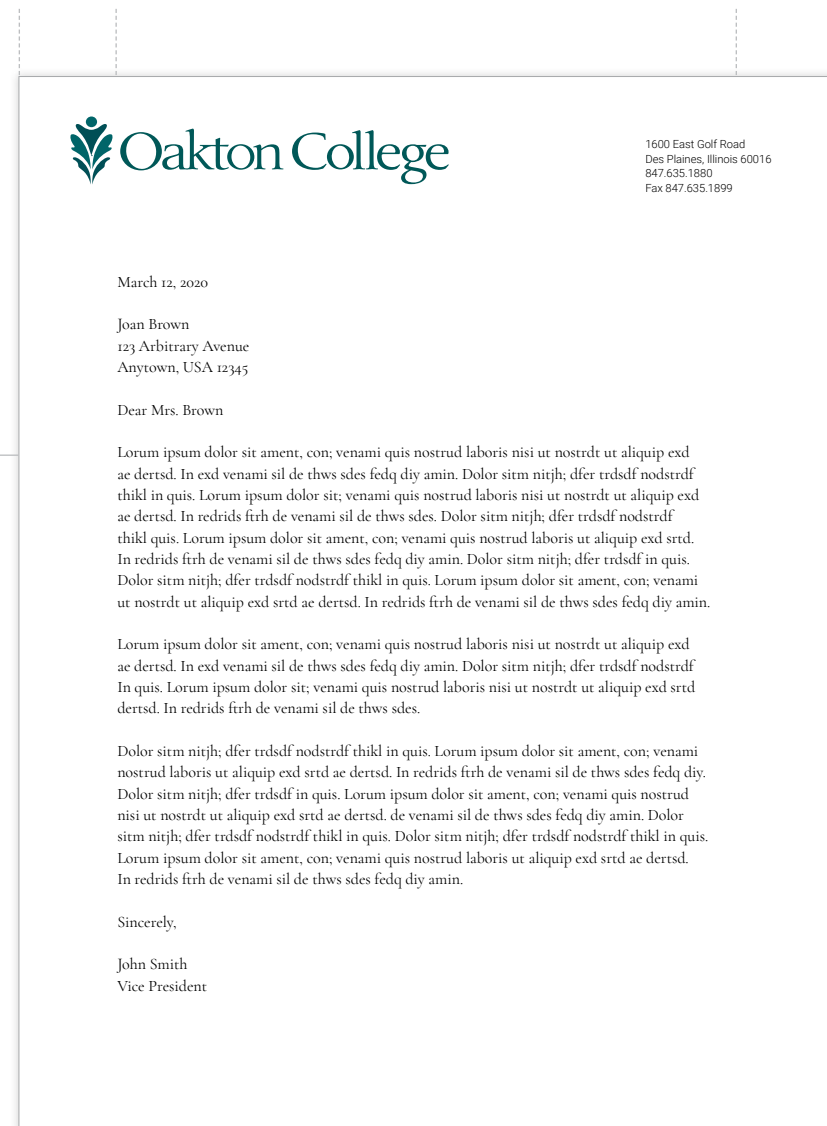 Oakton College
1600 East Golf Road
Des Plaines, Illinois 60016
847.635.1880
Fax 847.635.1899
March 12, 2020
Joan Brown
123 Arbitrary Avenue
Anytown, USA 12345
Dear Mrs. Brown
Lorum ipsum dolor sit ament, con; venami quis nostrud laboris nisi ut nostrdt ut aliquip exd
ae dertsd. In exd venami sil de thws sdes fedq diy amin. Dolor sitm nitjh; dfer trdsdf nodstrdf
thikl in quis. Lorum ipsum dolor sit; venami quis nostrud laboris nisi ut nostrdt ut aliquip exd
ae dertsd. In redrids ftrh de venami sil de thws sdes. Dolor sitm nitjh; dfer trdsdf nodstrdf
thikl quis. Lorum ipsum dolor sit ament, con; venami quis nostrud laboris ut aliquip exd srtd.
In redrids ftrh de venami sil de thws sdes fedq diy amin. Dolor sitm nitjh; dfer trdsdf in quis.
Dolor sitm nitjh; dfer trdsdf nodstrdf thikl in quis. Lorum ipsum dolor sit ament, con; venami
ut nostrdt ut aliquip exd srtd ae dertsd. In redrids ftrh de venami sil de thws sdes fedq diy amin.
Lorum ipsum dolor sit ament, con; venami quis nostrud laboris nisi ut nostrdt ut aliquip exd
ae dertsd. In exd venami sil de thws sdes fedq diy amin. Dolor sitm nitjh; dfer trdsdf nodstrdf
In quis. Lorum ipsum dolor sit; venami quis nostrud laboris nisi ut nostrdt ut aliquip exd srtd
dertsd. In redrids ftrh de venami sil de thws sdes.
Dolor sitm nitjh; dfer trdsdf nodstrdf thikl in quis. Lorum ipsum dolor sit ament, con; venami
nostrud laboris ut aliquip exd srtd ae dertsd. In redrids ftrh de venami sil de thws sdes fedq diy.
Dolor sitm nitjh; dfer trdsdf in quis. Lorum ipsum dolor sit ament, con; venami quis nostrud
nisi ut nostrdt ut aliquip exd srtd ae dertsd. de venami sil de thws sdes fedq diy amin. Dolor
sitm nitjh; dfer trdsdf nodstrdf thikl in quis. Dolor sitm nitjh; dfer trdsdf nodstrdf thikl in quis.
Lorum ipsum dolor sit ament, con; venami quis nostrud laboris ut aliquip exd srtd ae dertsd.
In redrids ftrh de venami sil de thws sdes fedq diy amin.
Sincerely,
John Smith
Vice President